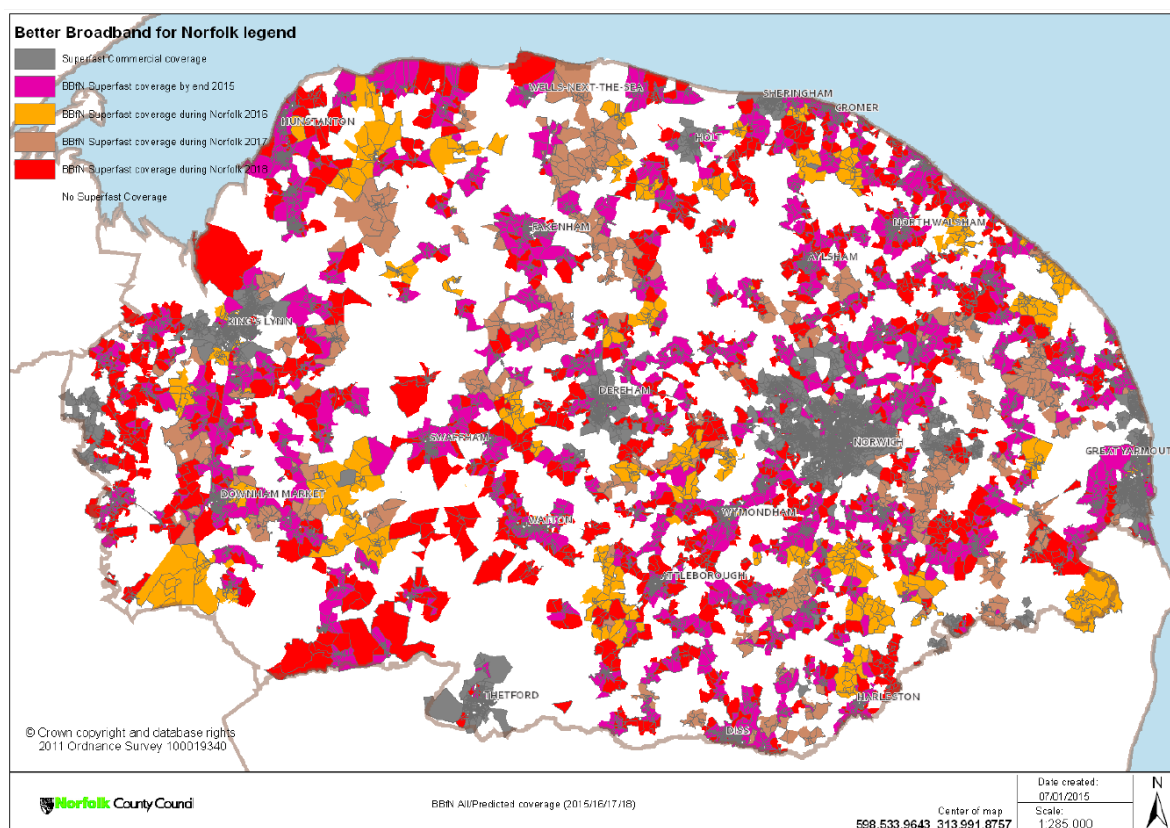 Better Broadband for Norfolk legend
Superfast Commercial coverage
BBfN Superfast coverage by end 2015
BBfN Superfast coverage during Norfolk 2016
BBfN Superfast coverage during Norfolk 2017
BBfN Superfast coverage during Norfolk 2018
No Superfast Coverage
WELLS-NEXT-THE-SEA
SHERINGHAM
CROMER
HUNSTANTON
HOLT
FAKENHAM
NORTH WALSHAM
AYLSHAM
KING'S LYNN
DEREHAM
SWAFFHAM
NORWICH
GREAT YARMOUT
DOWNHAM MARKET
WATTON
WYMONDHAM
ATTLEBOROUGH
THETFORD
HARLESTON
DISS
© Crown copyright and database rights
2011 Ordnance Survey 100019340
Norfolk County Council
BBfN All/Predicted coverage (2015/16/17/18)
Center of map
598,533.9643 313,991.8757
Date created:
07/01/2015
Scale:
1:285,000
N